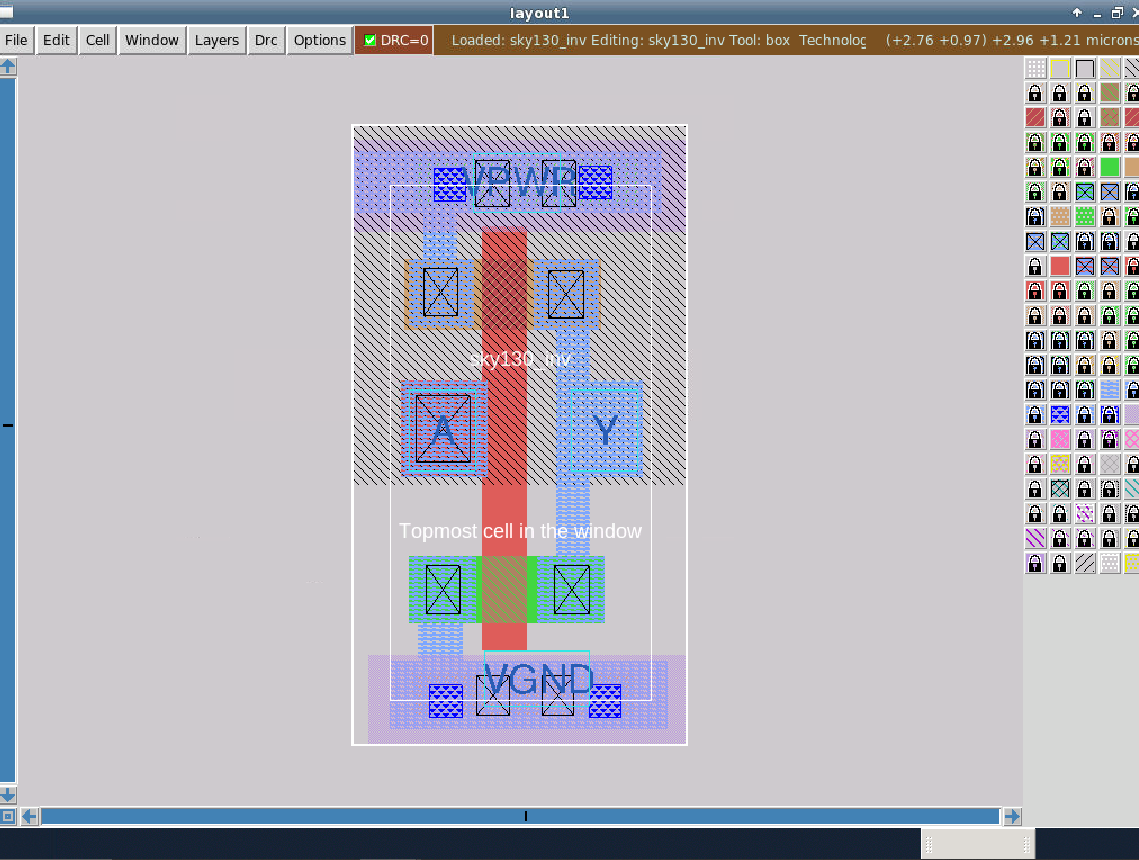 layout1
File Edit Cell Window Layers Drc Options DRC=0 Loaded: sky130_inv Editing: sky130_inv Tool: box Technolog (+2.76 +0.97) +2.96 +1.21 microns
VPWR
sky130_inv
A Y
Topmost cell in the window
VGND